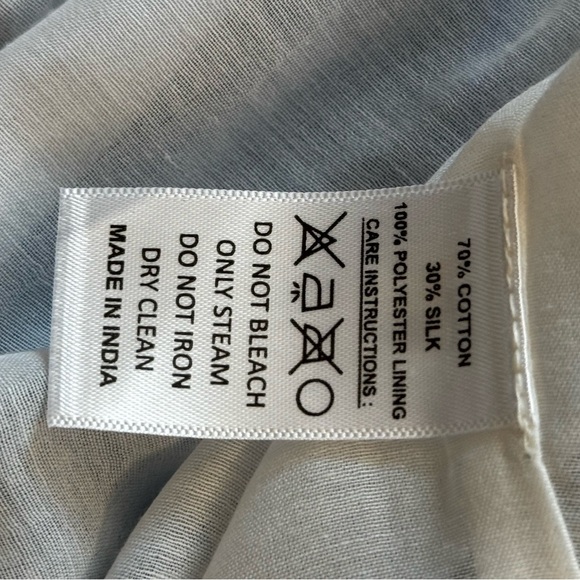 70% COTTON
30% SILK
100% POLYESTER LINING
CARE INSTRUCTIONS :
DO NOT BLEACH
ONLY STEAM
DO NOT IRON
DRY CLEAN
MADE IN INDIA